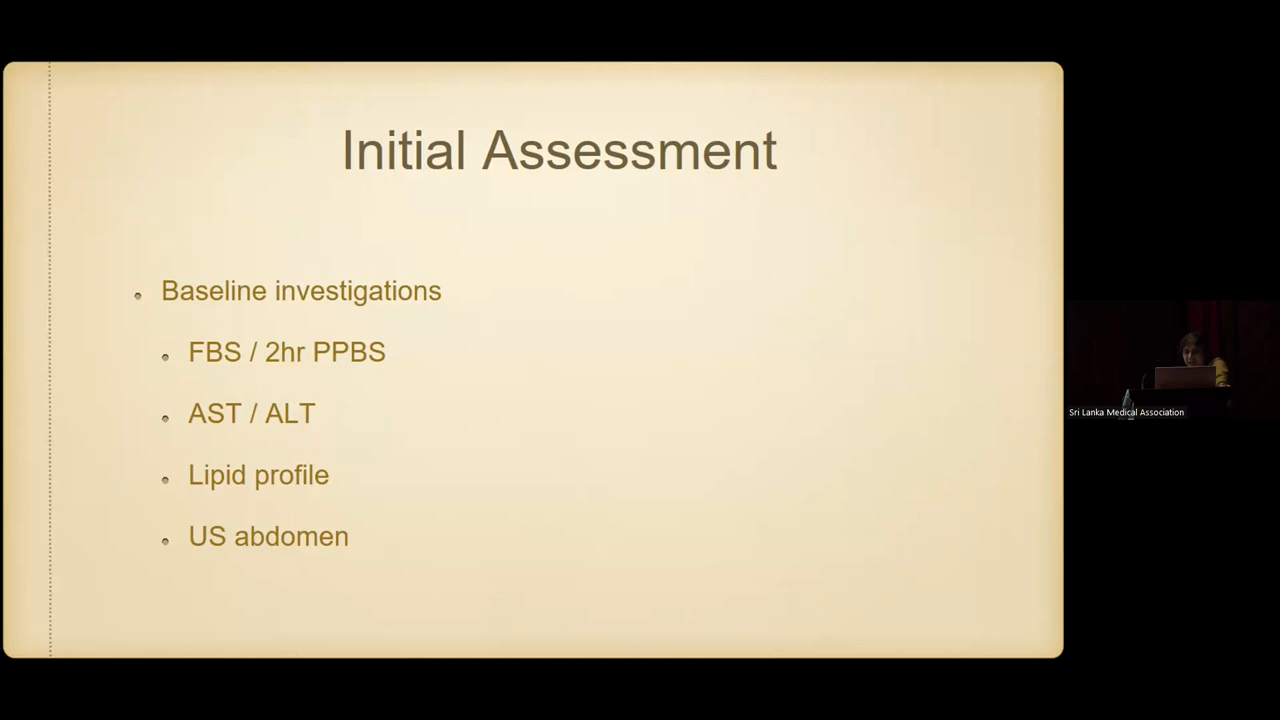 Initial Assessment
Baseline investigations
FBS / 2hr PPBS
AST / ALT
Lipid profile
US abdomen
Sri Lanka Medical Association